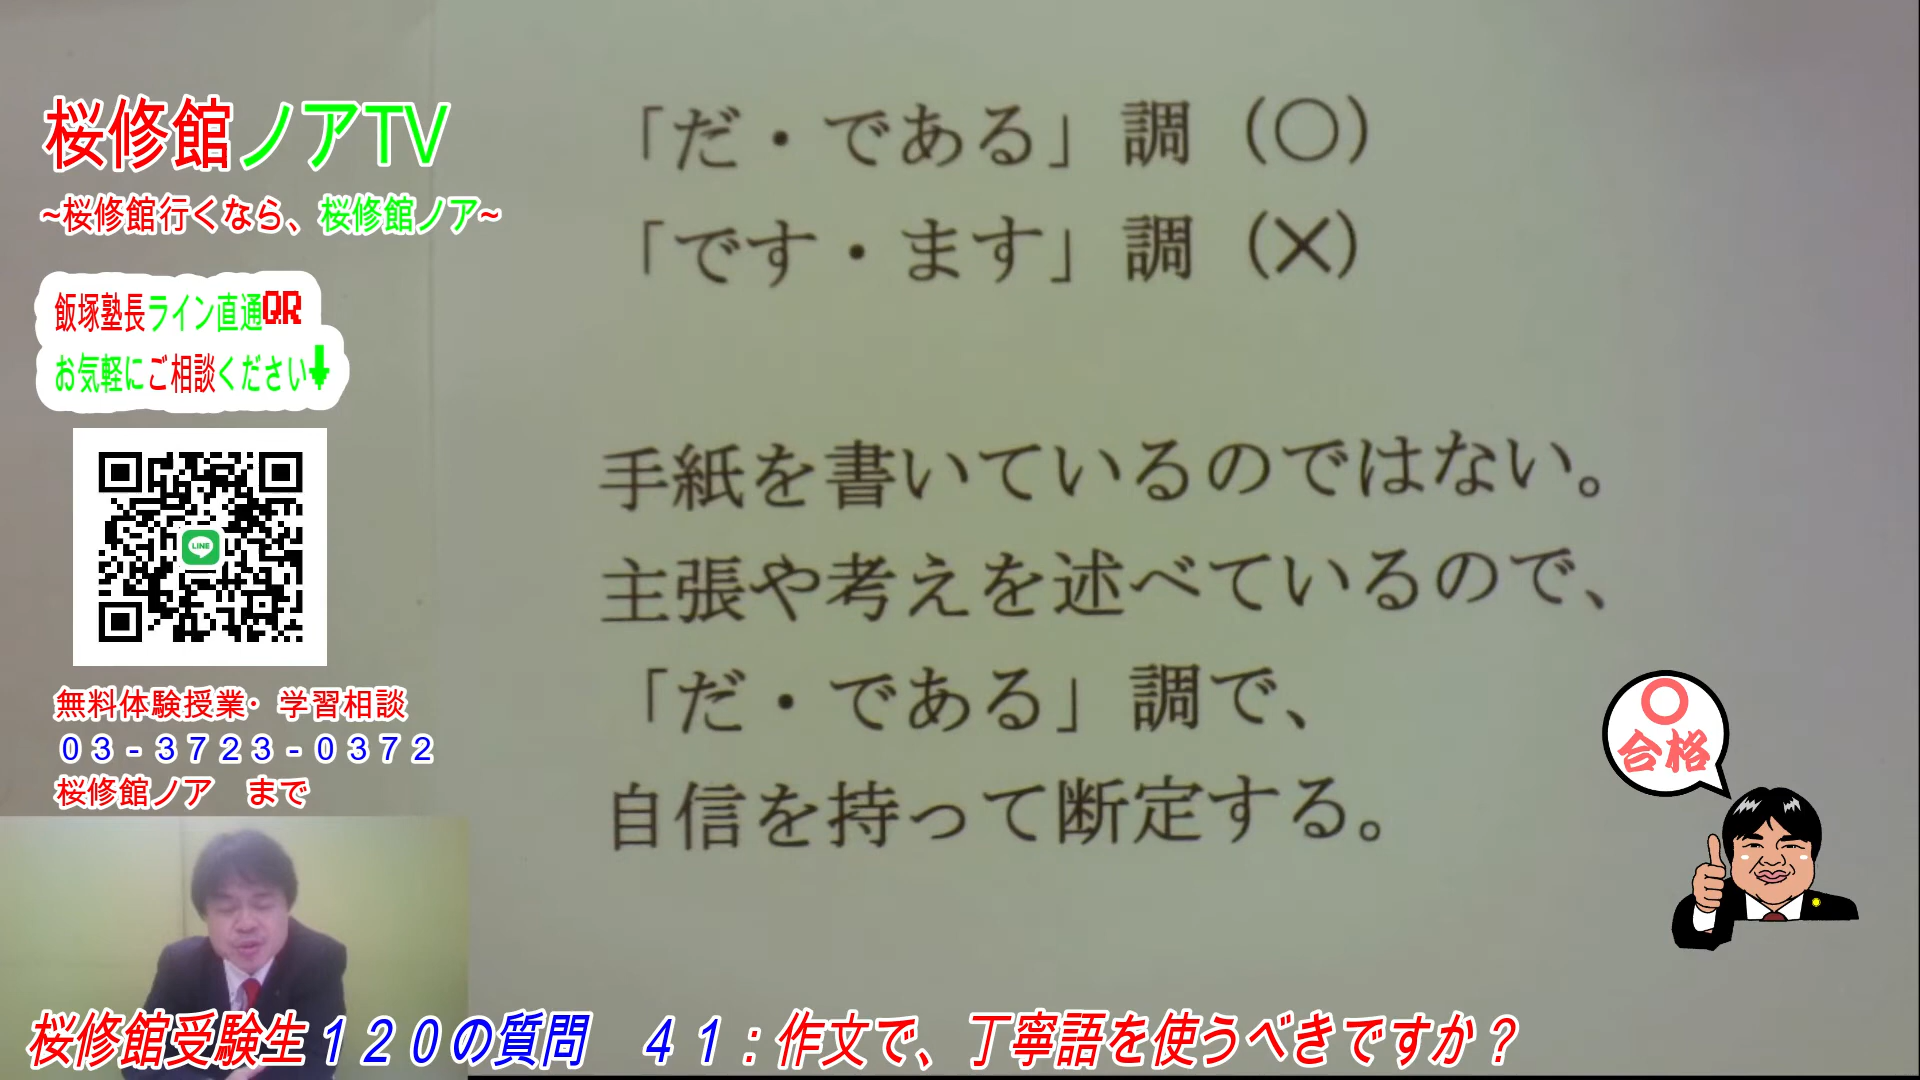 桜修館ノアTV
~桜修館行くなら、桜修館ノア~
飯塚塾長ライン直通QR
お気軽にご相談ください⬇
LINE
無料体験授業・学習相談
03-3723-0372
桜修館ノア　まで
「だ・である」調（○）
「です・ます」調（×）
手紙を書いているのではない。
主張や考えを述べているので、
「だ・である」調で、
自信を持って断定する。
○
合格
桜修館受験生１２０の質問　４１：作文で、丁寧語を使うべきですか？